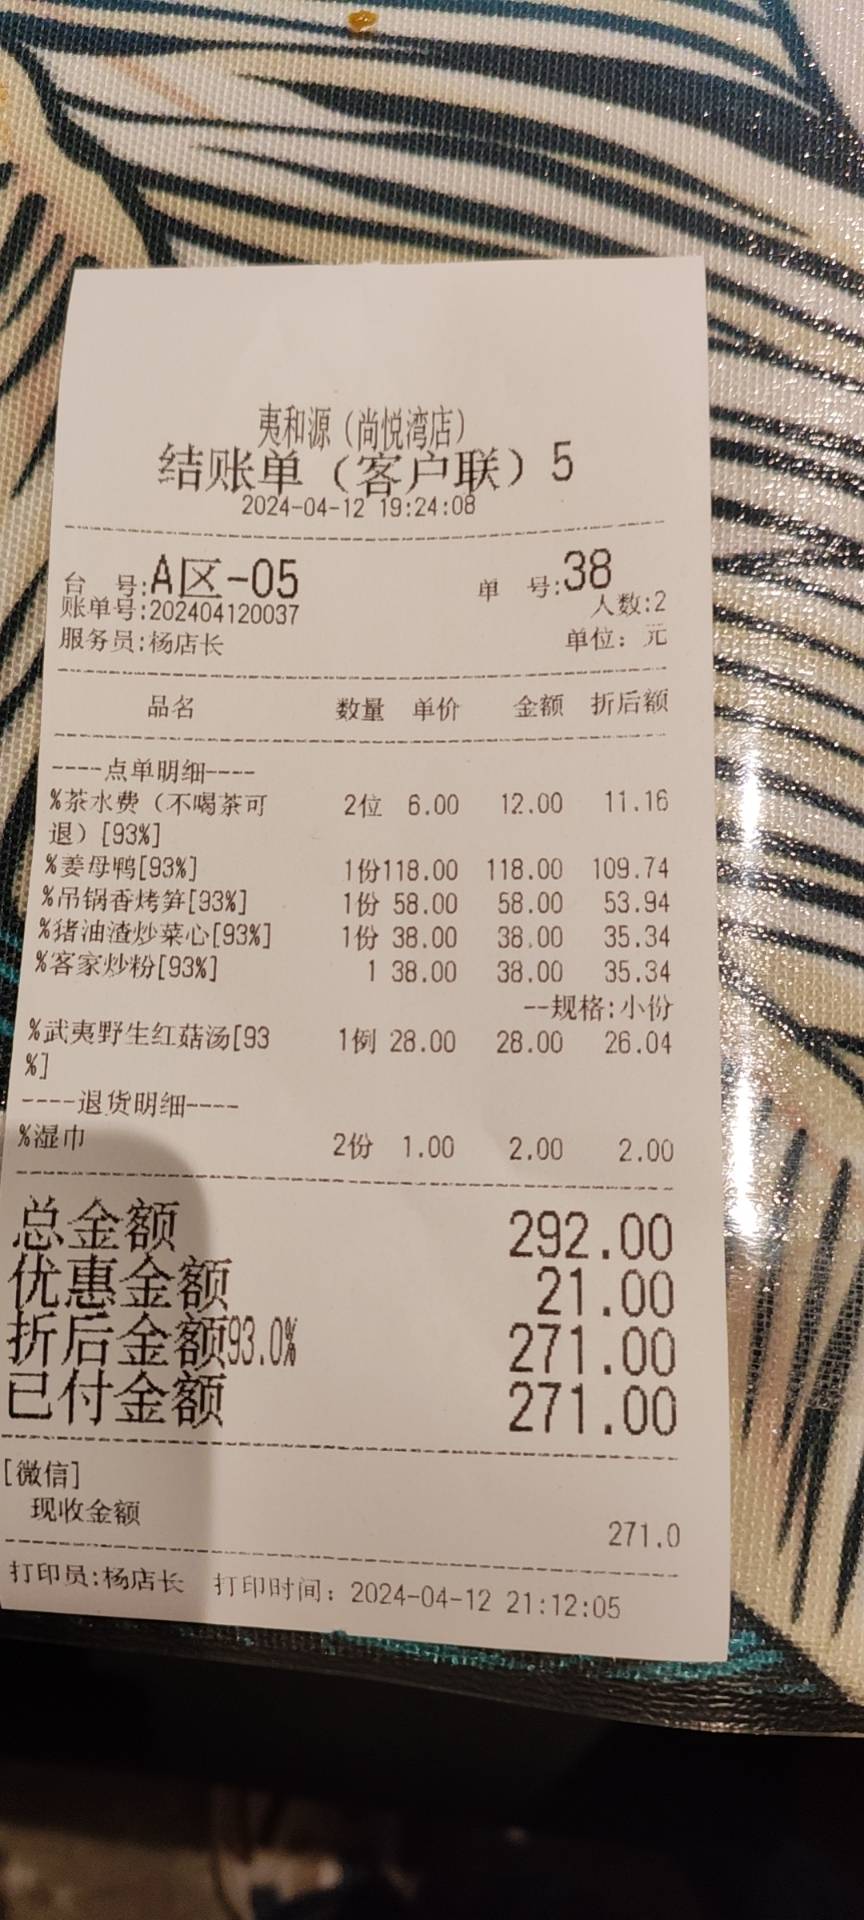 夷和源（尚悦湾店）
结账单（客户联）5
2024-04-12 19:24:08
台 号:A区-05 单 号:38
账单号:202404120037 人数:2
服务员:杨店长 单位：元
品名 数量 单价 金额 折后额
----点单明细----
%茶水费（不喝茶可 2位 6.00 12.00 11.16
退）[93%]
%姜母鸭[93%] 1份118.00 118.00 109.74
%吊锅香烤笋[93%] 1份 58.00 58.00 53.94
%猪油渣炒菜心[93%] 1份 38.00 38.00 35.34
%客家炒粉[93%] 1 38.00 38.00 35.34
--规格:小份
%武夷野生红菇汤[93 1例 28.00 28.00 26.04
%]
----退货明细----
%湿巾 2份 1.00 2.00 2.00
总金额 292.00
优惠金额 21.00
折后金额93.0% 271.00
已付金额 271.00
[微信]
现收金额 271.0
打印员:杨店长 打印时间：2024-04-12 21:12:05